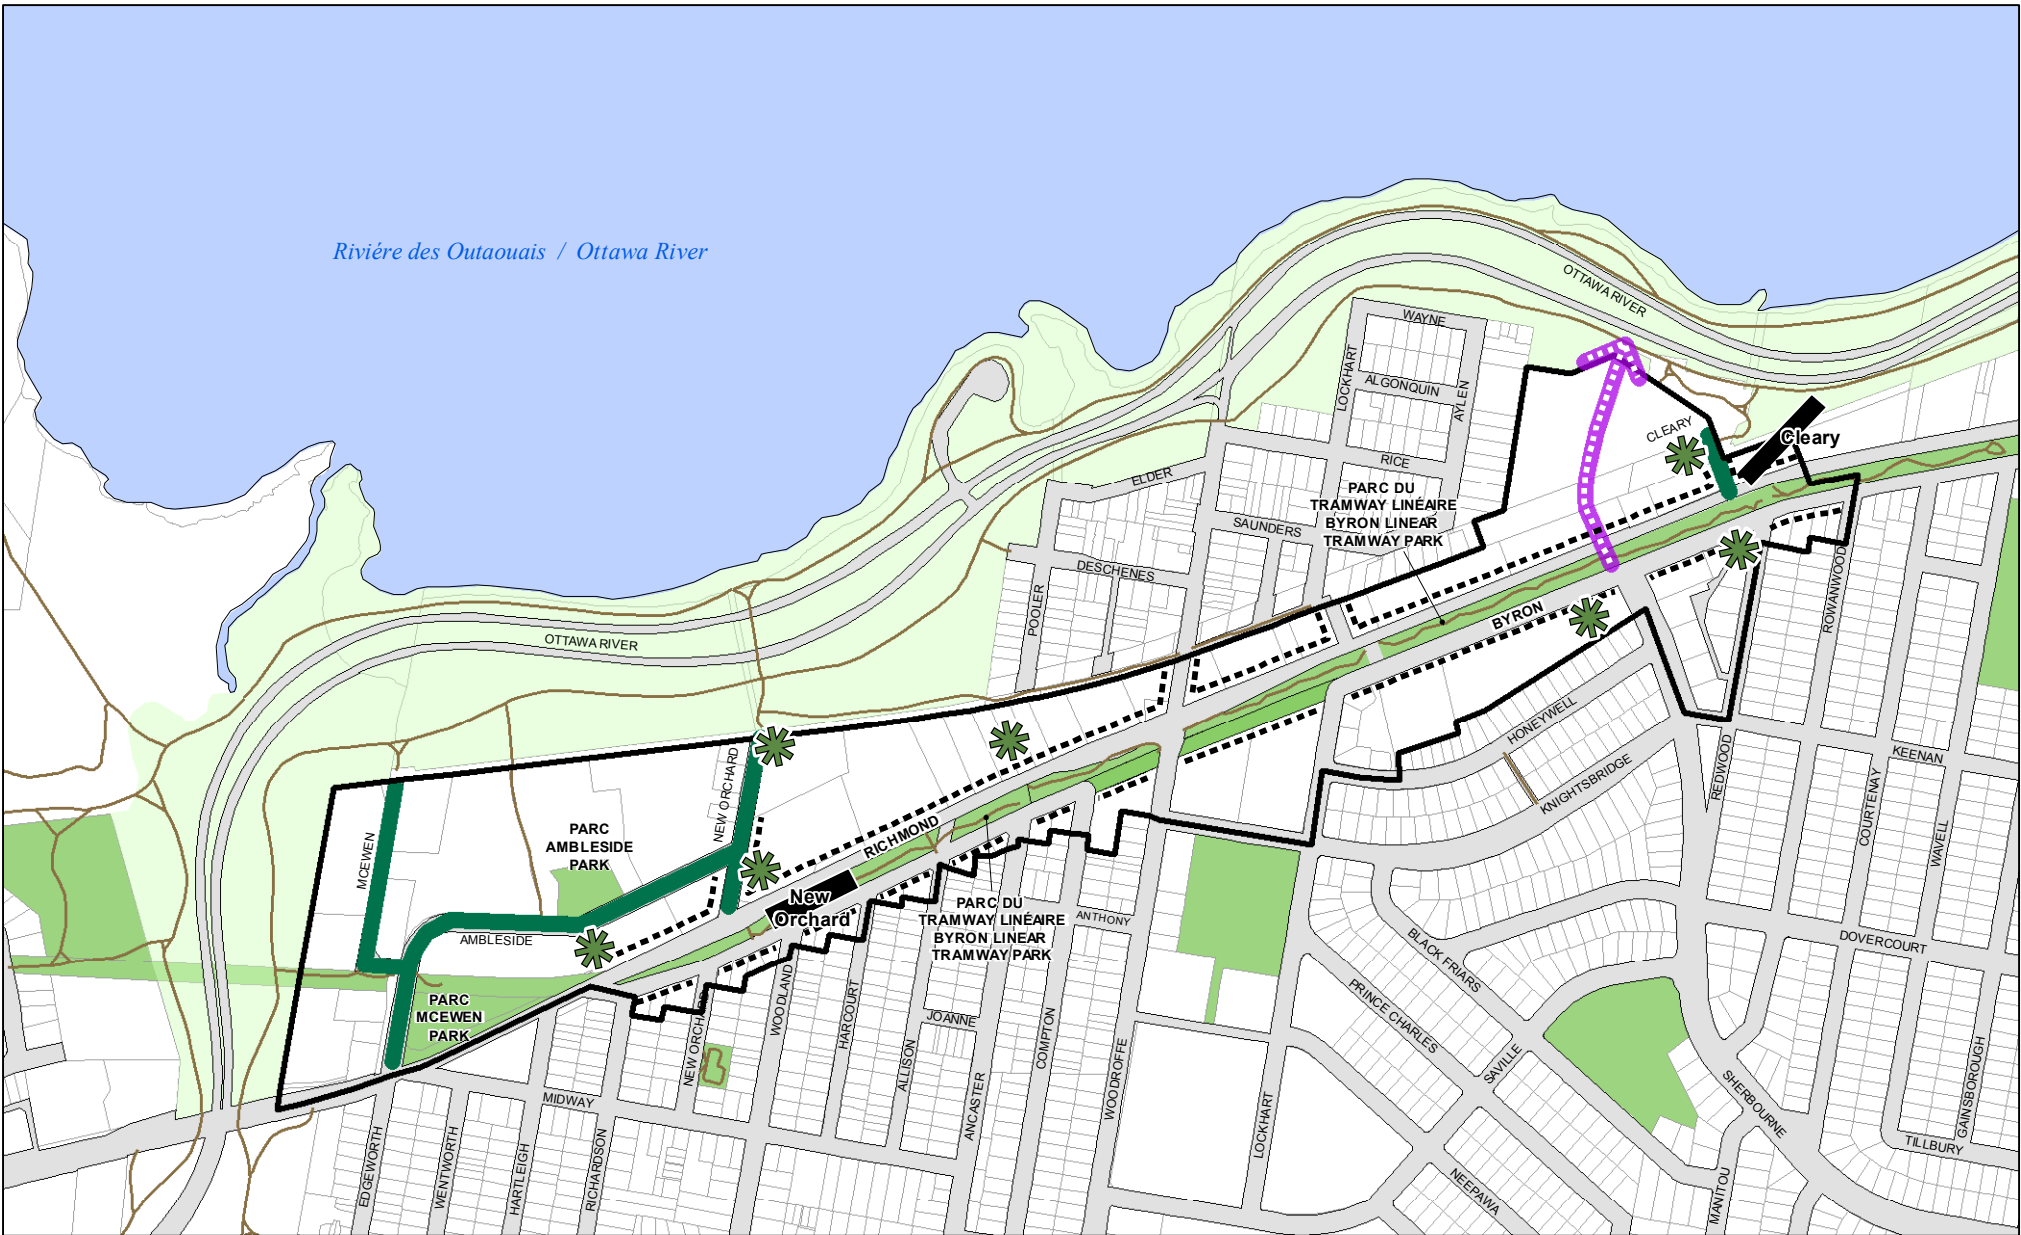 Riviére des Outaouais / Ottawa River
OTTAWA RIVER
WAYNE
LOCKHART
ALGONQUIN
AYLEN
CLEARY
Cleary
RICE
ELDER
PARC DU
TRAMWAY LINÉAIRE
BYRON LINEAR
TRAMWAY PARK
SAUNDERS
DESCHENES
POOLER
BYRON
ROWANWOOD
OTTAWA RIVER
HONEYWELL
KNIGHTSBRIDGE
REDWOOD
KEENAN
COURTENAY
WAVELL
NEW ORCHARD
RICHMOND
PARC
AMBLESIDE
PARK
MCEWEN
New
Orchard
AMBLESIDE
PARC DU
TRAMWAY LINÉAIRE
BYRON LINEAR
TRAMWAY PARK
ANTHONY
BLACK FRIARS
DOVERCOURT
PARC
MCEWEN
PARK
PRINCE CHARLES
WOODLAND
HARCOURT
JOANNE
NEW ORCHARD
ALLISON
COMPTON
WOODROFFE
ANCASTER
SAVILLE
SHERBOURNE
GAINSBOROUGH
TILLBURY
MIDWAY
EDGEWORTH
WENTWORTH
HARTLEIGH
RICHARDSON
LOCKHART
NEEPAWA
MANITOU